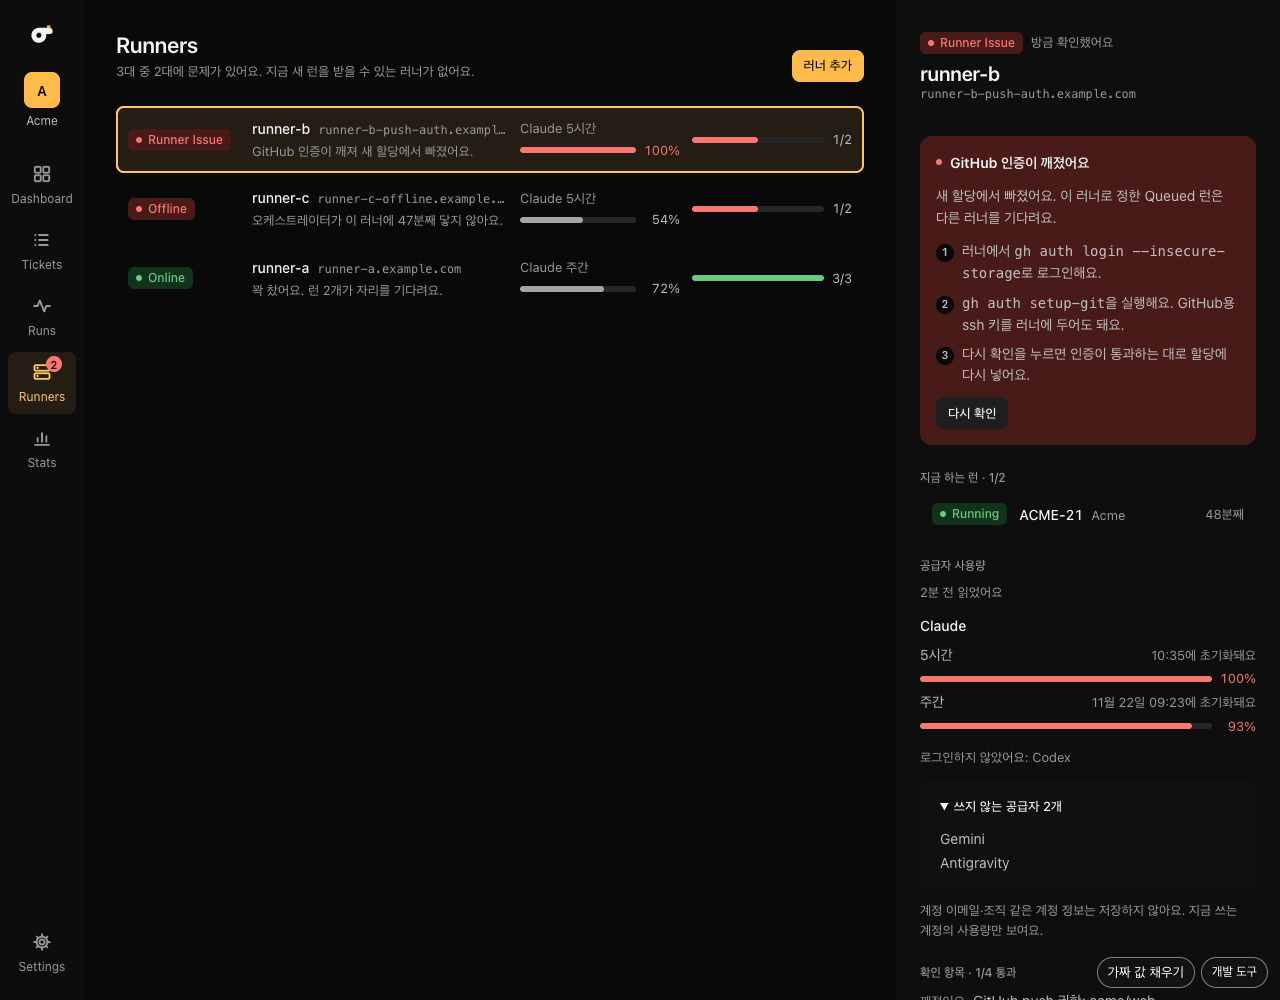 A
Acme
Dashboard
Tickets
Runs
2
Runners
Stats
Settings
Runners
3대 중 2대에 문제가 있어요. 지금 새 런을 받을 수 있는 러너가 없어요.
러너 추가
Runner Issue
runner-b runner-b-push-auth.exampl…
GitHub 인증이 깨져 새 할당에서 빠졌어요.
Claude 5시간
100%
1/2
Offline
runner-c runner-c-offline.example.…
오케스트레이터가 이 러너에 47분째 닿지 않아요.
Claude 5시간
54%
1/2
Online
runner-a runner-a.example.com
꽉 찼어요. 런 2개가 자리를 기다려요.
Claude 주간
72%
3/3
Runner Issue 방금 확인했어요
runner-b
runner-b-push-auth.example.com
GitHub 인증이 깨졌어요
새 할당에서 빠졌어요. 이 러너로 정한 Queued 런은
다른 러너를 기다려요.
1 러너에서 gh auth login --insecure-
storage로 로그인해요.
2 gh auth setup-git을 실행해요. GitHub용
ssh 키를 러너에 두어도 돼요.
3 다시 확인을 누르면 인증이 통과하는 대로 할당에
다시 넣어요.
다시 확인
지금 하는 런 · 1/2
Running ACME-21 Acme 48분째
공급자 사용량
2분 전 읽었어요
Claude
5시간 10:35에 초기화돼요
100%
주간 11월 22일 09:23에 초기화돼요
93%
로그인하지 않았어요: Codex
▼ 쓰지 않는 공급자 2개
Gemini
Antigravity
계정 이메일·조직 같은 계정 정보는 저장하지 않아요. 지금 쓰는
계정의 사용량만 보여요.
확인 항목 · 1/4 통과
가짜 값 채우기
개발 도구